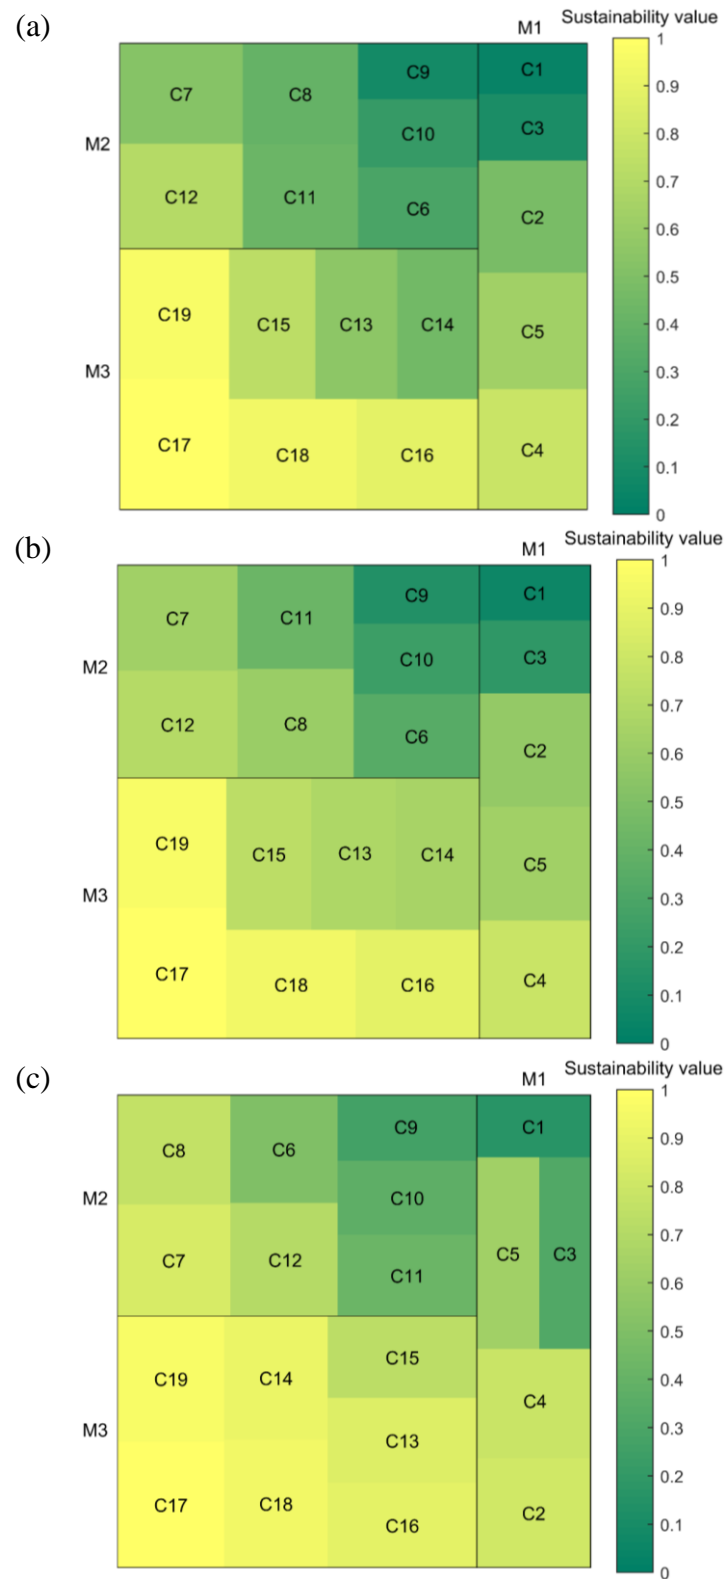 (a)
Sustainability value
M1
C7
C8
C9
C1
C10
C3
M2
C12
C11
C6
C2
C19
C15
C13
C14
C5
M3
C17
C18
C16
C4
1
0.9
0.8
0.7
0.6
0.5
0.4
0.3
0.2
0.1
0
(b)
Sustainability value
M1
C7
C11
C9
C1
C10
C3
M2
C12
C8
C6
C2
C19
C15
C13
C14
C5
M3
C17
C18
C16
C4
1
0.9
0.8
0.7
0.6
0.5
0.4
0.3
0.2
0.1
0
(c)
Sustainability value
M1
C8
C6
C9
C1
M2
C10
C7
C12
C11
C5
C3
C19
C14
C15
C4
M3
C13
C17
C18
C16
C2
1
0.9
0.8
0.7
0.6
0.5
0.4
0.3
0.2
0.1
0